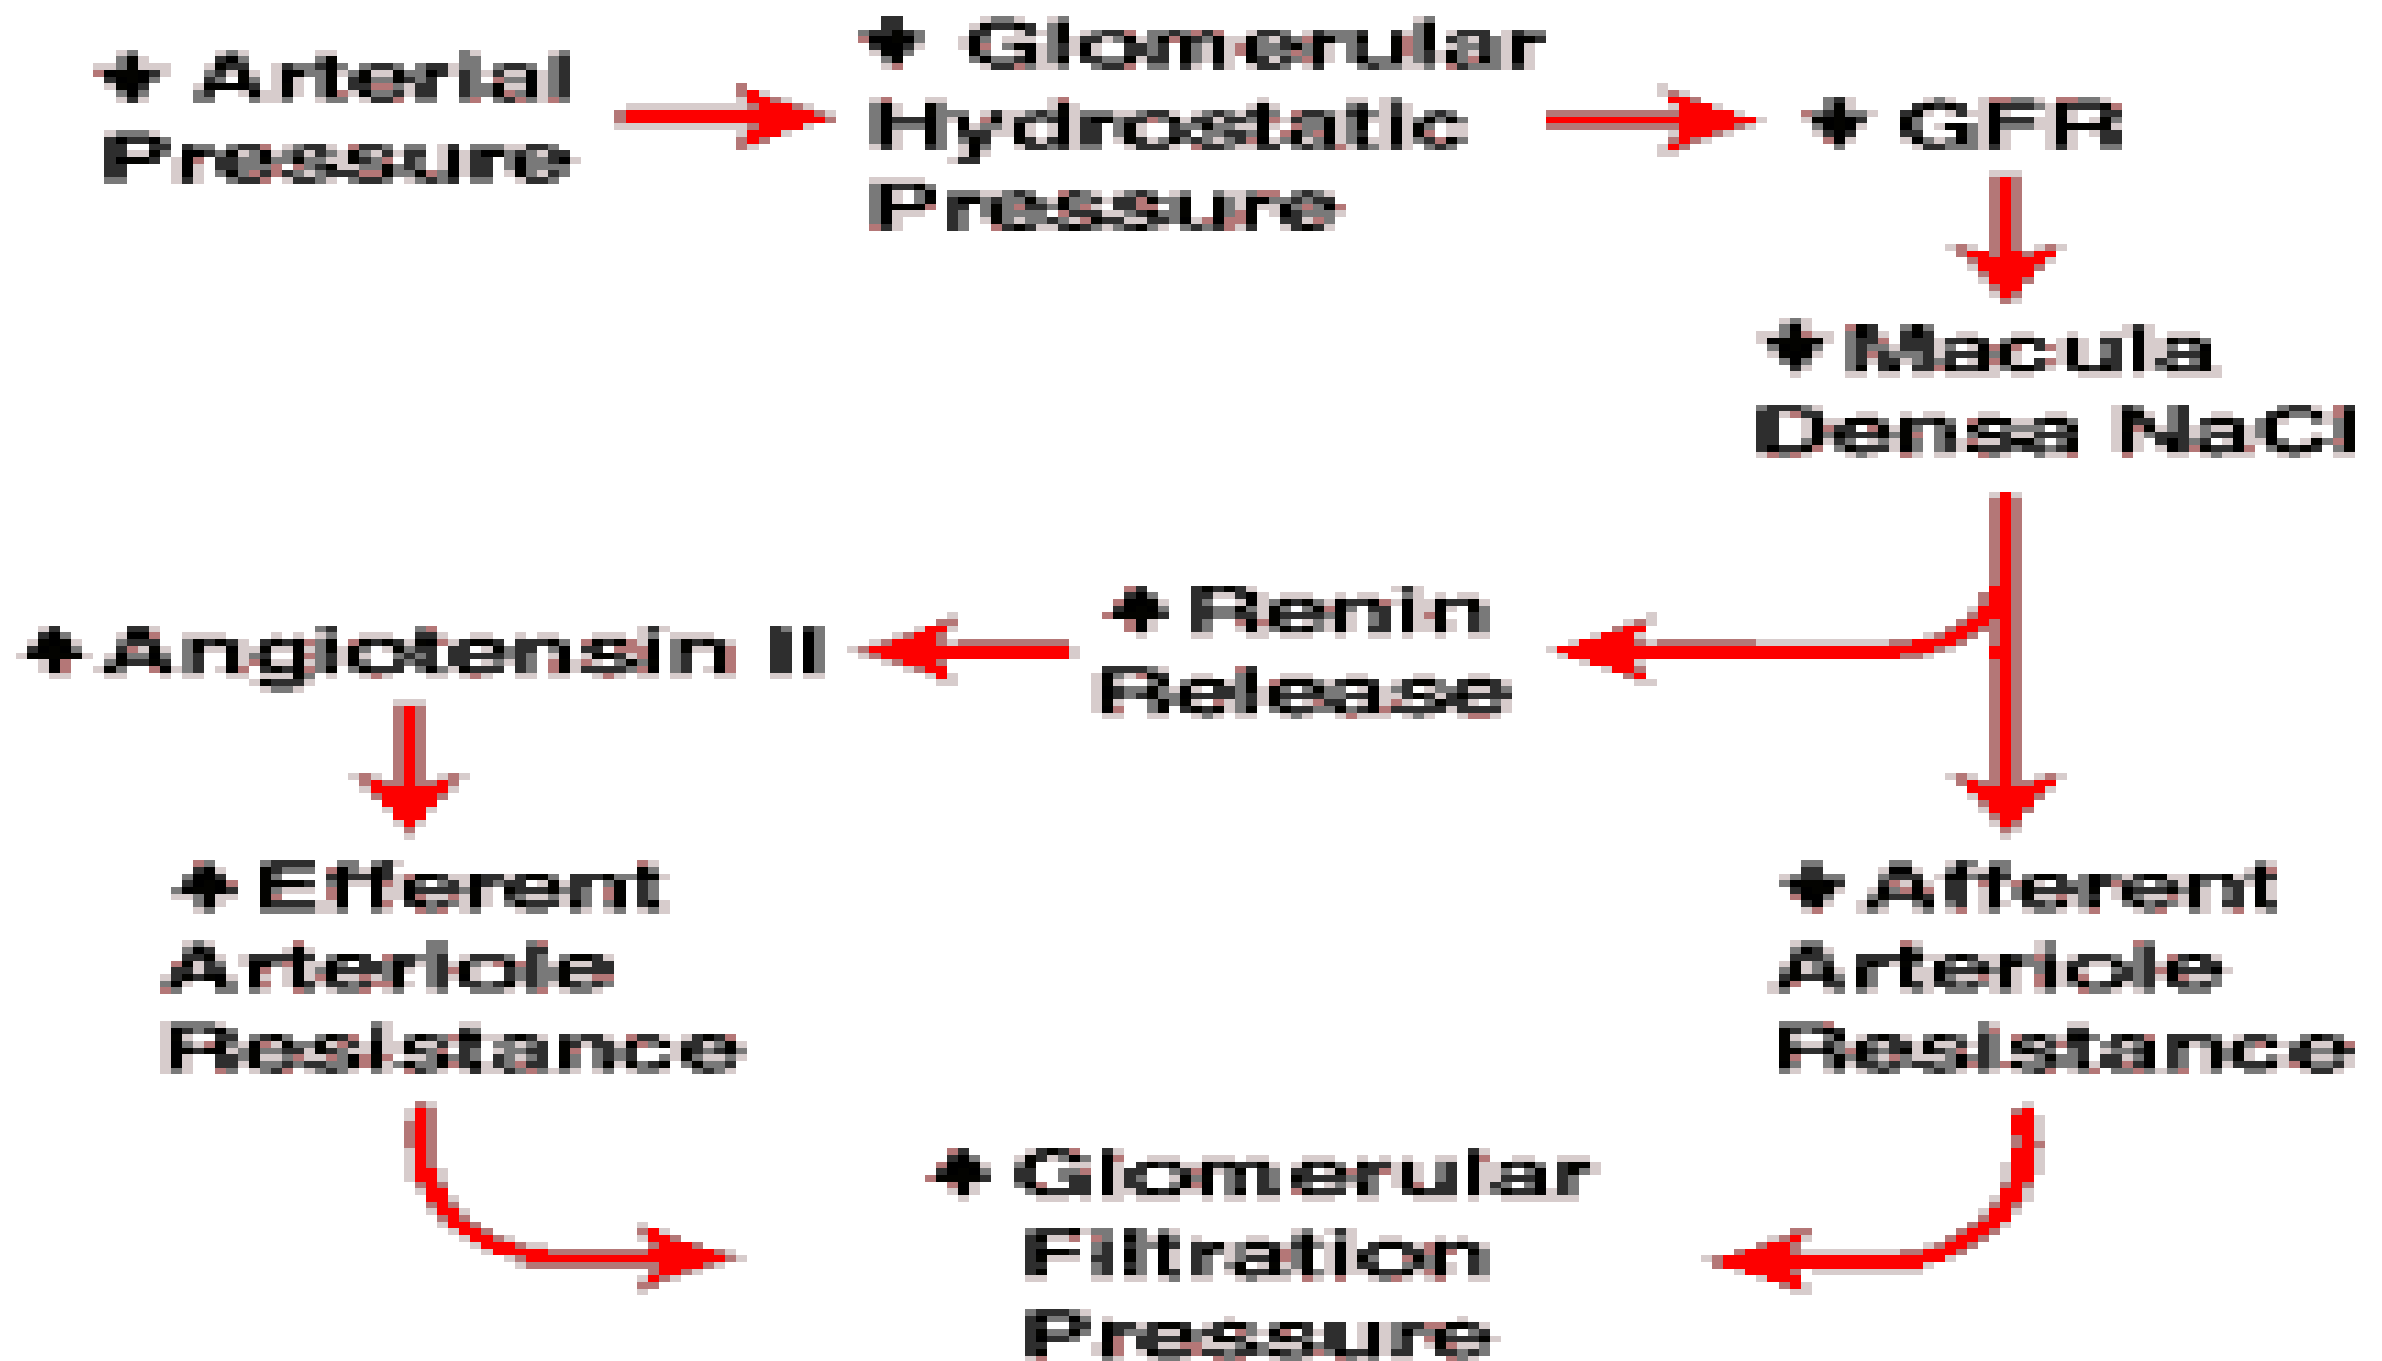 Arterial
Pressure
Glomerular
Hydrostatic
Pressure
GFR
Macula
Densa NaCl
Renin
Release
Angiotensin II
Efferent
Arteriole
Resistance
Afferent
Arteriole
Resistance
Glomerular
Filtration
Pressure